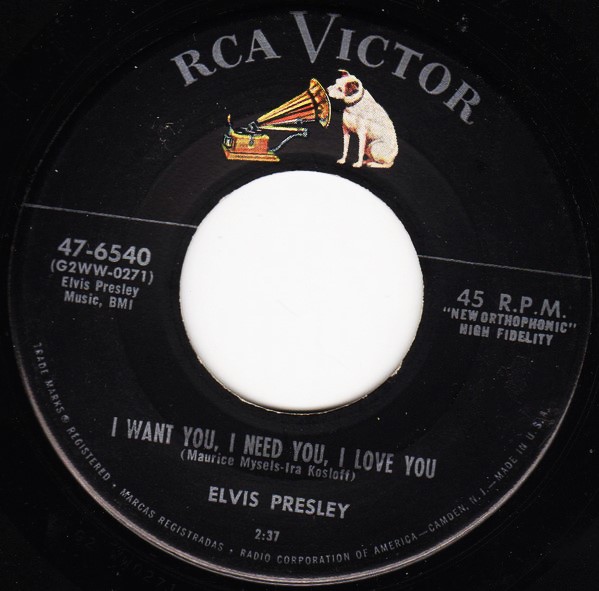 RCA VICTOR
47-6540
(G2WW-0271)
Elvis Presley
Music, BMI
45 R.P.M.
"NEW ORTHOPHONIC"
HIGH FIDELITY
I WANT YOU, I NEED YOU, I LOVE YOU
(Maurice Mysels-Ira Kosloff)
ELVIS PRESLEY
2:37
TRADE MARKS ® REGISTERED • MARCAS REGISTRADAS • RADIO CORPORATION OF AMERICA—CAMDEN, N. J.—MADE IN U.S.A.